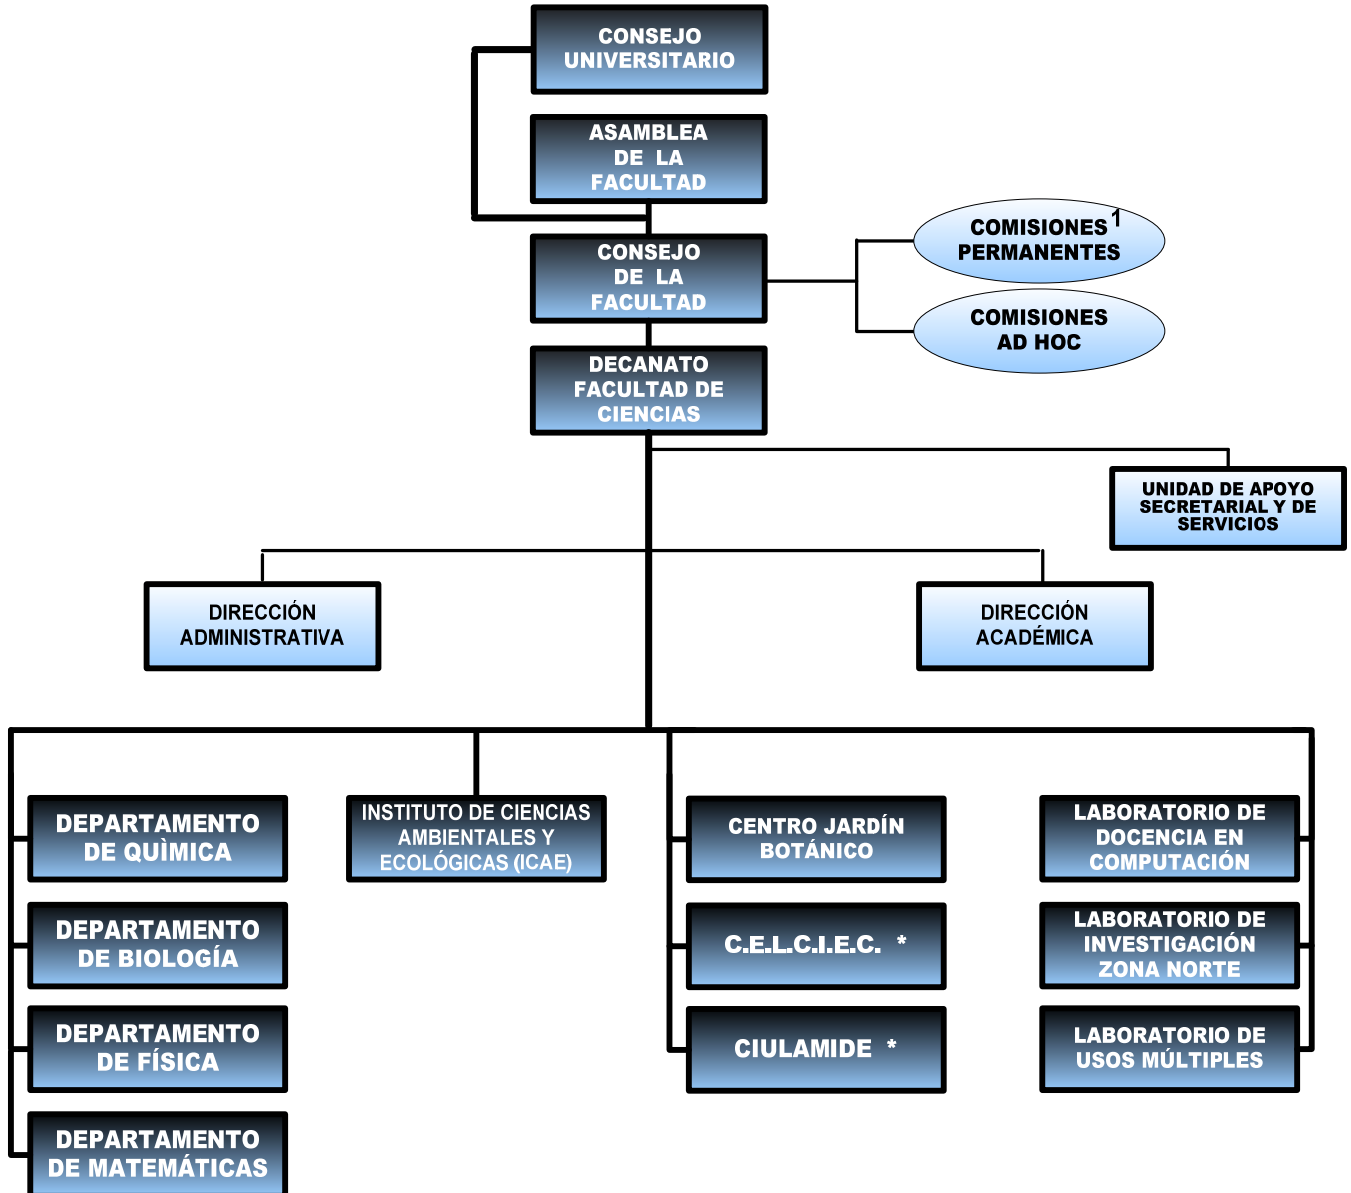 CONSEJO
UNIVERSITARIO
ASAMBLEA
DE LA
FACULTAD
CONSEJO
DE LA
FACULTAD
COMISIONES 1
PERMANENTES
COMISIONES
AD HOC
DECANATO
FACULTAD DE
CIENCIAS
UNIDAD DE APOYO
SECRETARIAL Y DE
SERVICIOS
DIRECCIÓN
ADMINISTRATIVA
DIRECCIÓN
ACADÉMICA
DEPARTAMENTO
DE QUÌMICA
DEPARTAMENTO
DE BIOLOGÍA
DEPARTAMENTO
DE FÍSICA
DEPARTAMENTO
DE MATEMÁTICAS
INSTITUTO DE CIENCIAS
AMBIENTALES Y
ECOLÓGICAS (ICAE)
CENTRO JARDÍN
BOTÁNICO
C.E.L.C.I.E.C. *
CIULAMIDE *
LABORATORIO DE
DOCENCIA EN
COMPUTACIÓN
LABORATORIO DE
INVESTIGACIÓN
ZONA NORTE
LABORATORIO DE
USOS MÚLTIPLES